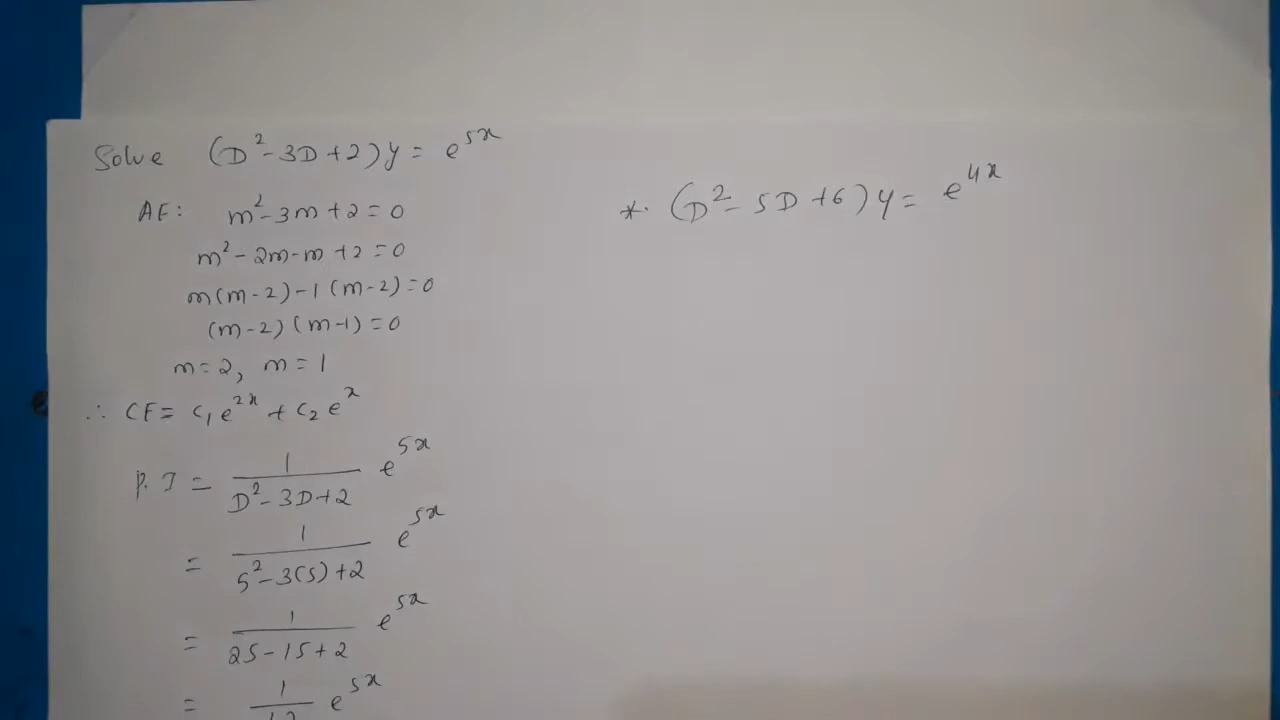 Solve (D²-3D+2)y = e^5x
AE: m²-3m+2=0
m²-2m-m+2=0
m(m-2)-1(m-2)=0
(m-2)(m-1)=0
m=2, m=1
∴ CF = c₁e^2x + c₂e^x
P.I = 1/(D²-3D+2) e^5x
= 1/(5²-3(5)+2) e^5x
= 1/(25-15+2) e^5x
= 1/12 e^5x
*. (D²-5D+6)y = e^4x